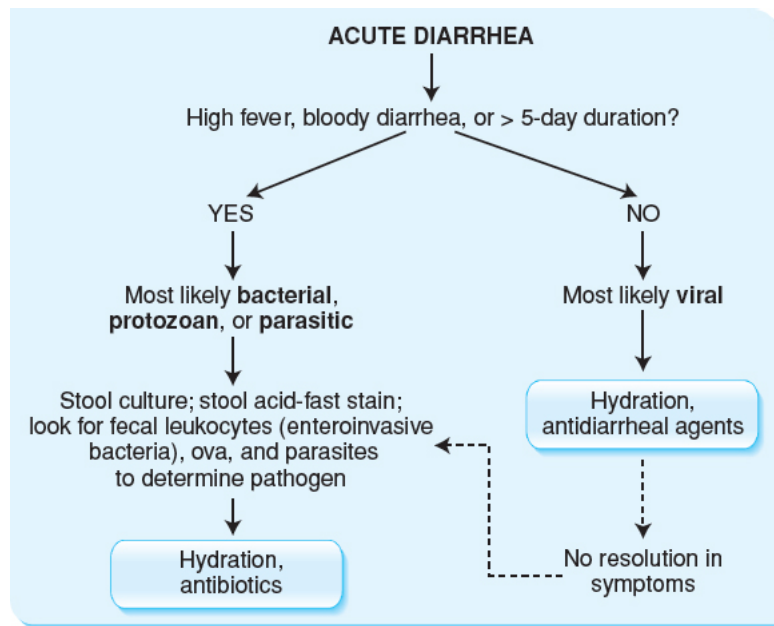 ACUTE DIARRHEA
High fever, bloody diarrhea, or > 5-day duration?
YES
Most likely bacterial,
protozoan, or parasitic
Stool culture; stool acid-fast stain;
look for fecal leukocytes (enteroinvasive
bacteria), ova, and parasites
to determine pathogen
Hydration,
antibiotics
NO
Most likely viral
Hydration,
antidiarrheal agents
No resolution in
symptoms